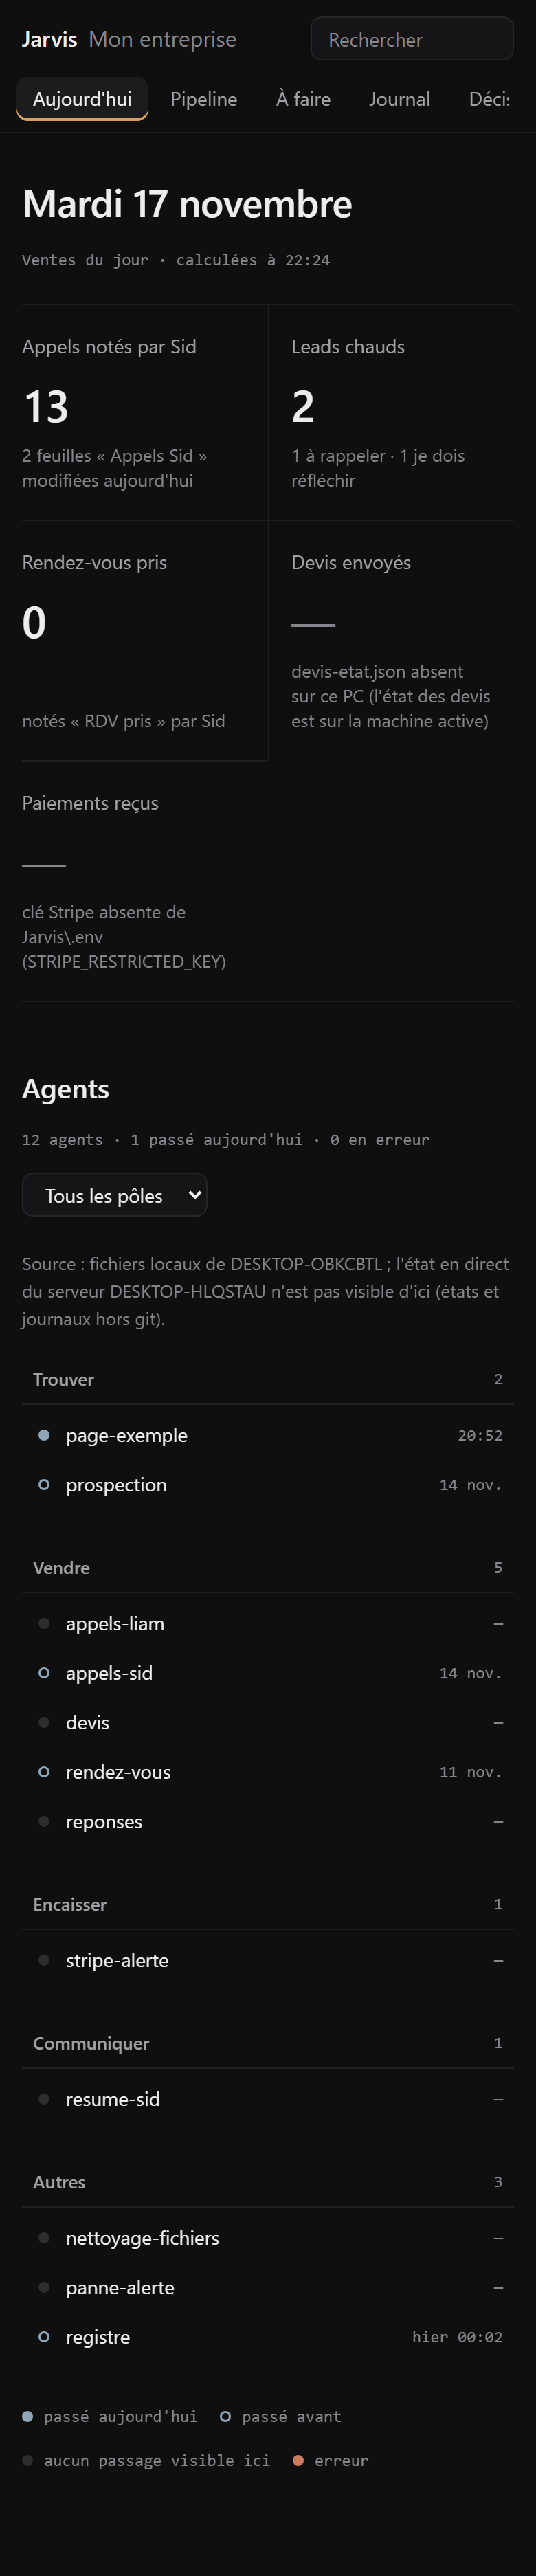 Jarvis Mon entreprise
Rechercher
Aujourd'hui Pipeline À faire Journal Décis
Mardi 17 novembre
Ventes du jour · calculées à 22:24
Appels notés par Sid
13
2 feuilles « Appels Sid »
modifiées aujourd'hui
Leads chauds
2
1 à rappeler · 1 je dois
réfléchir
Rendez-vous pris
0
notés « RDV pris » par Sid
Devis envoyés
—
devis-etat.json absent
sur ce PC (l'état des devis
est sur la machine active)
Paiements reçus
—
clé Stripe absente de
Jarvis\.env
(STRIPE_RESTRICTED_KEY)
Agents
12 agents · 1 passé aujourd'hui · 0 en erreur
Tous les pôles
Source : fichiers locaux de DESKTOP-OBKCBTL ; l'état en direct
du serveur DESKTOP-HLQSTAU n'est pas visible d'ici (états et
journaux hors git).
Trouver 2
page-exemple 20:52
prospection 14 nov.
Vendre 5
appels-liam —
appels-sid 14 nov.
devis —
rendez-vous 11 nov.
reponses —
Encaisser 1
stripe-alerte —
Communiquer 1
resume-sid —
Autres 3
nettoyage-fichiers —
panne-alerte —
registre hier 00:02
passé aujourd'hui passé avant
aucun passage visible ici erreur